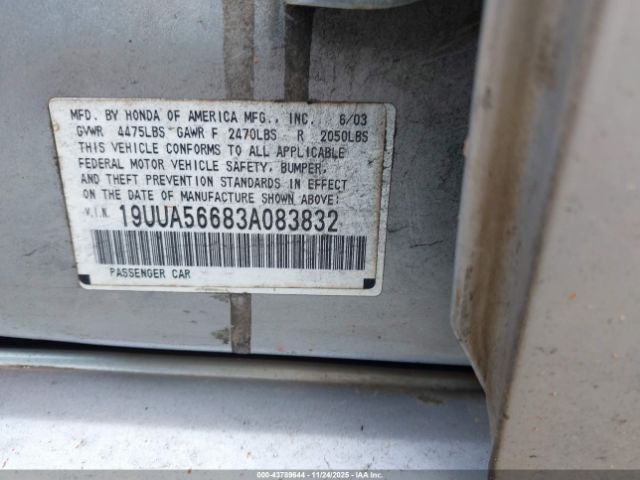 MFD. BY HONDA OF AMERICA MFG., INC. 6/03
GVWR 4475LBS GAWR F 2470LBS R 2050LBS
THIS VEHICLE CONFORMS TO ALL APPLICABLE
FEDERAL MOTOR VEHICLE SAFETY, BUMPER,
AND THEFT PREVENTION STANDARDS IN EFFECT
ON THE DATE OF MANUFACTURE SHOWN ABOVE.
V.I.N. 19UUA56683A083832
PASSENGER CAR
000-43789644 - 11/24/2025 - IAAI.COM